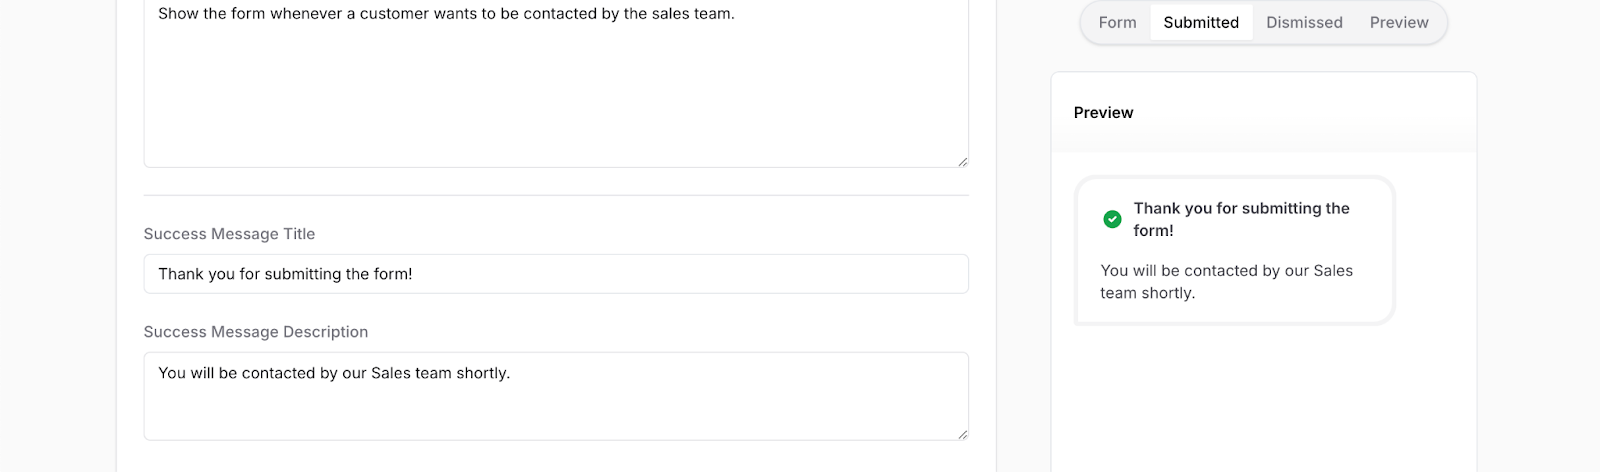 Show the form whenever a customer wants to be contacted by the sales team.
Success Message Title
Thank you for submitting the form!
Success Message Description
You will be contacted by our Sales team shortly.
Form Submitted Dismissed Preview
Preview
Thank you for submitting the
form!
You will be contacted by our Sales
team shortly.